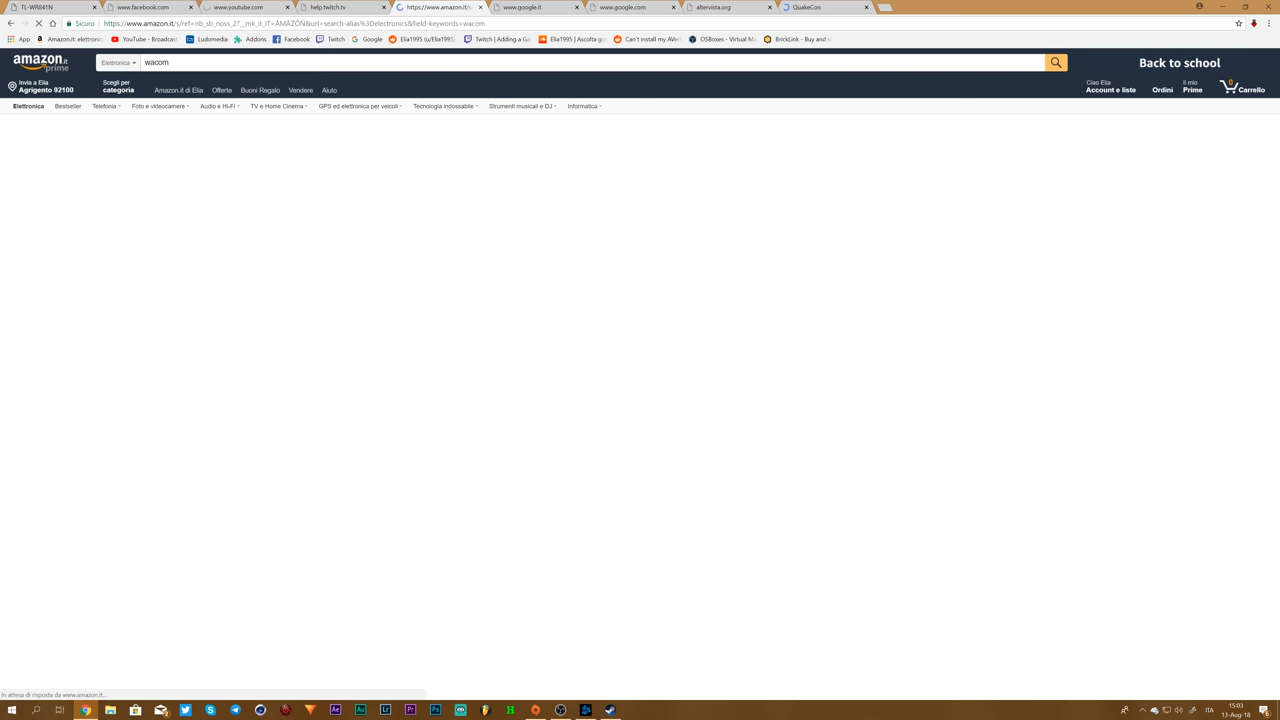 TL-WR841N
www.facebook.com
www.youtube.com
help.twitch.tv
https://www.amazon.it/s/
www.google.it
www.google.com
altervista.org
QuakeCon
Sicuro
https://www.amazon.it/s/ref=nb_sb_noss_2?__mk_it_IT=ÅMÅŽÕÑ&url=search-alias%3Delectronics&field-keywords=wacom
App
Amazon.it: elettronic
YouTube - Broadcast
Ludomedia
Addons
Facebook
Twitch
Google
Elia1995 (u/Elia1995)
Twitch | Adding a Ga
Elia1995 | Ascolta gra
Can't install my AVer
OSBoxes - Virtual Ma
BrickLink - Buy and s
amazon.it
prime
Elettronica
wacom
Back to school
Invia a Elia
Agrigento 92100
Scegli per
categoria
Amazon.it di Elia
Offerte
Buoni Regalo
Vendere
Aiuto
Ciao Elia
Account e liste
Ordini
Il mio
Prime
0
Carrello
Elettronica
Bestseller
Telefonia
Foto e videocamere
Audio e Hi-Fi
TV e Home Cinema
GPS ed elettronica per veicoli
Tecnologia indossabile
Strumenti musicali e DJ
Informatica
In attesa di risposta da www.amazon.it...
Ae
Au
Lr
Pr
Ps
H
ITA
15:03
13-Aug-18